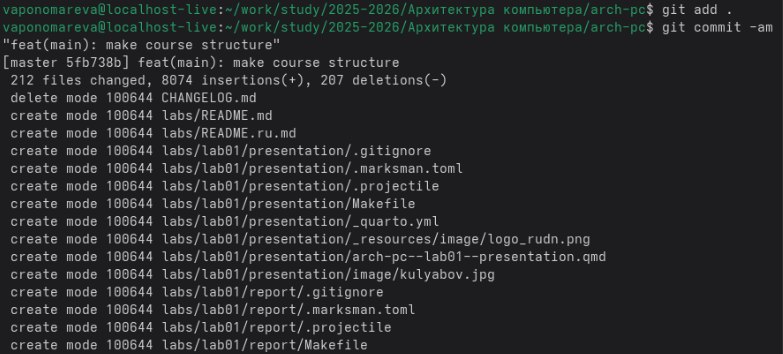 vaponomareva@localhost-live:~/work/study/2025-2026/Архитектура компьютера/arch-pc$ git add .
vaponomareva@localhost-live:~/work/study/2025-2026/Архитектура компьютера/arch-pc$ git commit -am
"feat(main): make course structure"
[master 5fb738b] feat(main): make course structure
 212 files changed, 8074 insertions(+), 207 deletions(-)
 delete mode 100644 CHANGELOG.md
 create mode 100644 labs/README.md
 create mode 100644 labs/README.ru.md
 create mode 100644 labs/lab01/presentation/.gitignore
 create mode 100644 labs/lab01/presentation/.marksman.toml
 create mode 100644 labs/lab01/presentation/.projectile
 create mode 100644 labs/lab01/presentation/Makefile
 create mode 100644 labs/lab01/presentation/_quarto.yml
 create mode 100644 labs/lab01/presentation/_resources/image/logo_rudn.png
 create mode 100644 labs/lab01/presentation/arch-pc--lab01--presentation.qmd
 create mode 100644 labs/lab01/presentation/image/kulyabov.jpg
 create mode 100644 labs/lab01/report/.gitignore
 create mode 100644 labs/lab01/report/.marksman.toml
 create mode 100644 labs/lab01/report/.projectile
 create mode 100644 labs/lab01/report/Makefile